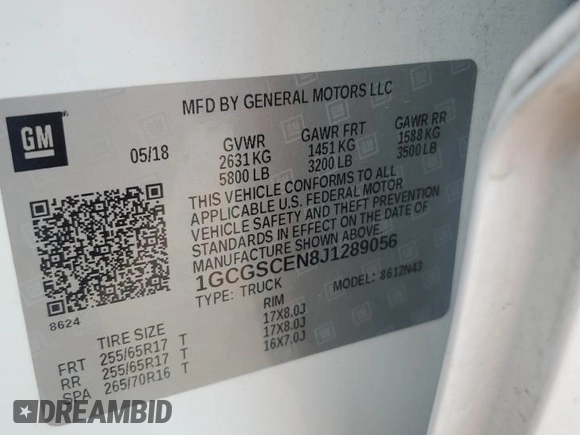 MFD BY GENERAL MOTORS LLC
GM
05/18
GVWR
2631 KG
5800 LB
GAWR FRT
1451 KG
3200 LB
GAWR RR
1588 KG
3500 LB
THIS VEHICLE CONFORMS TO ALL
APPLICABLE U.S. FEDERAL MOTOR
VEHICLE SAFETY AND THEFT PREVENTION
STANDARDS IN EFFECT ON THE DATE OF
MANUFACTURE SHOWN ABOVE.
1GCGSCEN8J1289056
TYPE: TRUCK
MODEL: 8612N43
8624
TIRE SIZE
RIM
FRT 255/65R17 T 17X8.0J
RR 255/65R17 T 17X8.0J
SPA 265/70R16 T 16X7.0J
DREAMBID